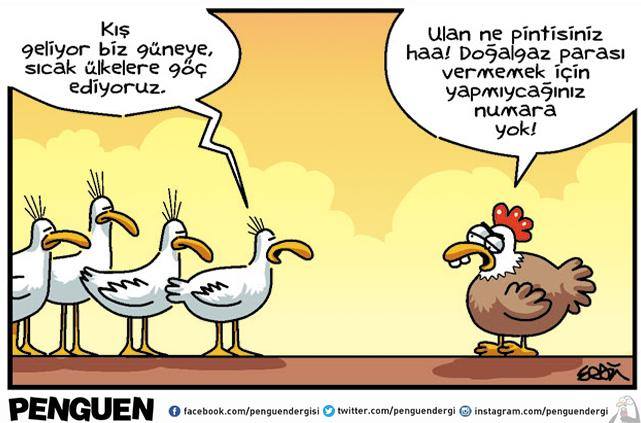 Kış
geliyor biz güneye,
sıcak ülkelere göç
ediyoruz.
Ulan ne pintisiniz
haa! Doğalgaz parası
vermemek için
yapmıycağınız
numara
yok!
PENGUEN
facebook.com/penguendergisi
twitter.com/penguendergi
instagram.com/penguendergi